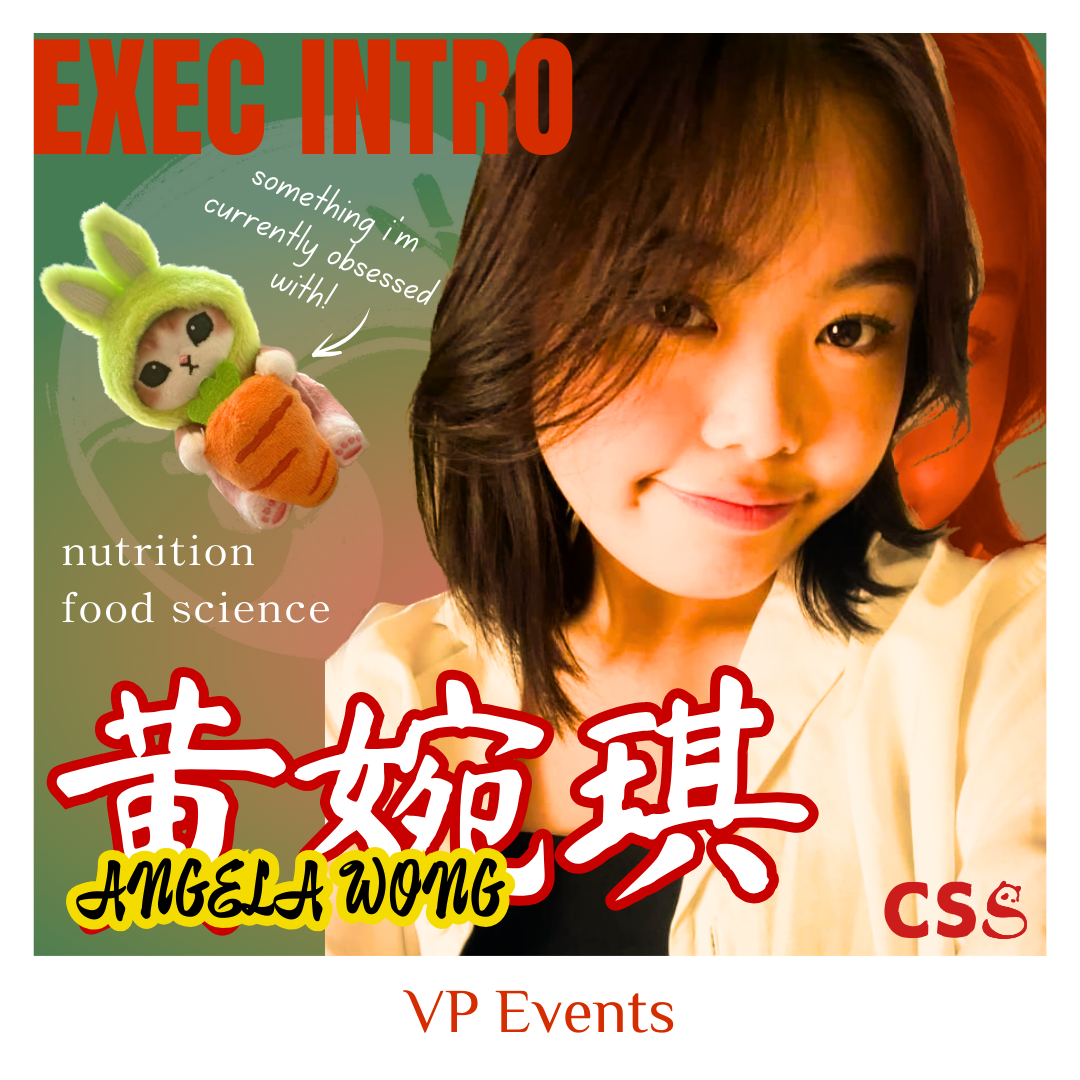 EXEC INTRO
something i'm
currently obsessed
with!
nutrition
food science
黄婉琪
ANGELA WONG
CSS
VP Events